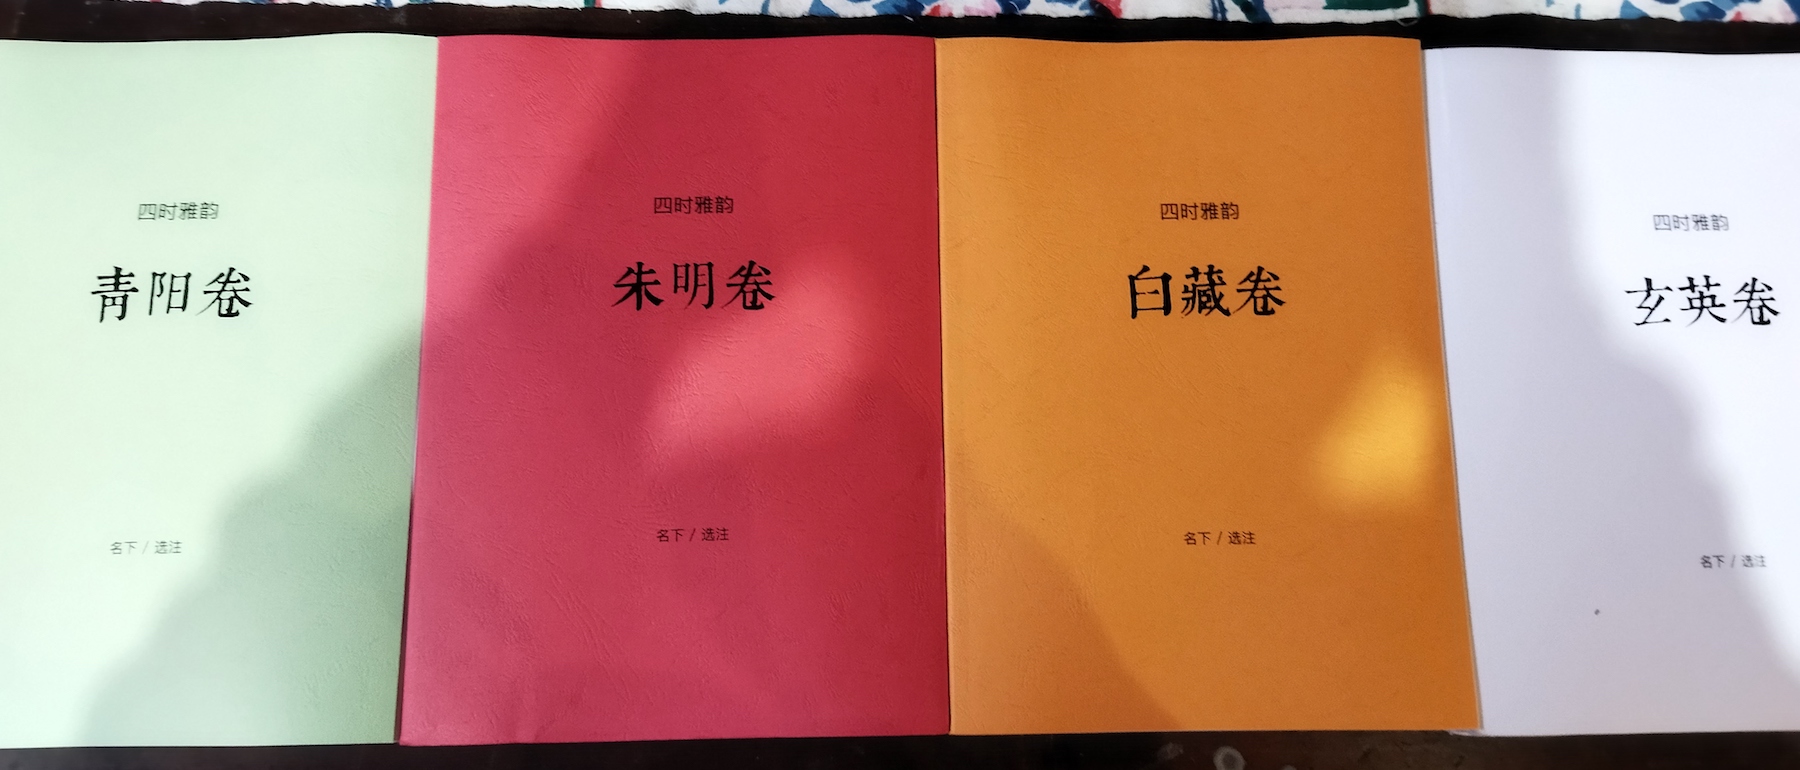 四时雅韵
青阳卷
名下 / 选注
四时雅韵
朱明卷
名下 / 选注
四时雅韵
白藏卷
名下 / 选注
四时雅韵
玄英卷
名下 / 选注